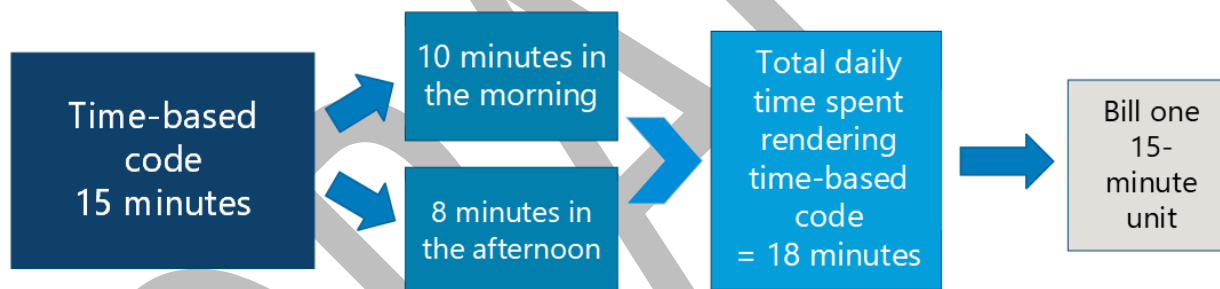 Time-based
code
15 minutes
10 minutes in
the morning
8 minutes in
the afternoon
Total daily
time spent
rendering
time-based
code
= 18 minutes
Bill one
15-
minute
unit